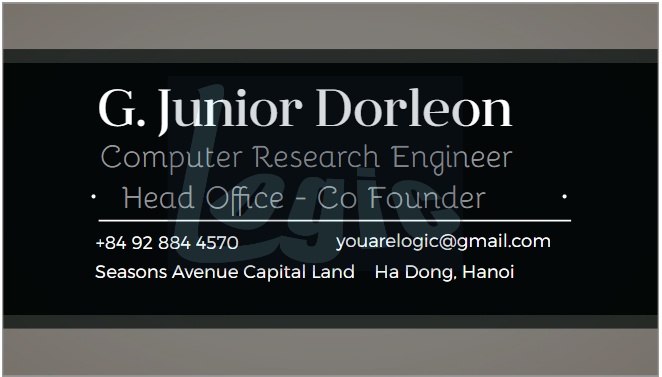 G. Junior Dorleon
Computer Research Engineer
· Head Office - Co Founder ·
+84 92 884 4570 youarelogic@gmail.com
Seasons Avenue Capital Land Ha Dong, Hanoi
Legic